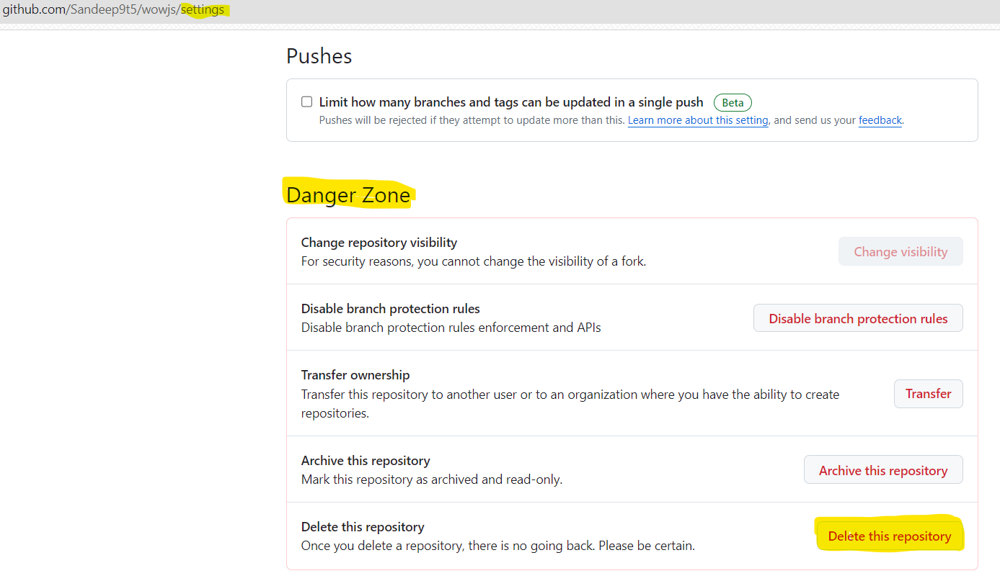 github.com/Sandeep9t5/wowjs/settings
Pushes
Limit how many branches and tags can be updated in a single push Beta
Pushes will be rejected if they attempt to update more than this. Learn more about this setting, and send us your feedback.
Danger Zone
Change repository visibility
For security reasons, you cannot change the visibility of a fork.
Change visibility
Disable branch protection rules
Disable branch protection rules enforcement and APIs
Disable branch protection rules
Transfer ownership
Transfer this repository to another user or to an organization where you have the ability to create
repositories.
Transfer
Archive this repository
Mark this repository as archived and read-only.
Archive this repository
Delete this repository
Once you delete a repository, there is no going back. Please be certain.
Delete this repository